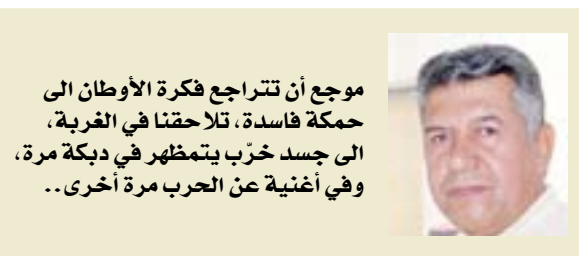 موجع أن تتراجع فكرة الأوطان الى
حمكة فاسدة، تلاحقنا في الغربة،
الى جسد خرّب يتمظهر في دبكة مرة،
وفي أغنية عن الحرب مرة أخرى..